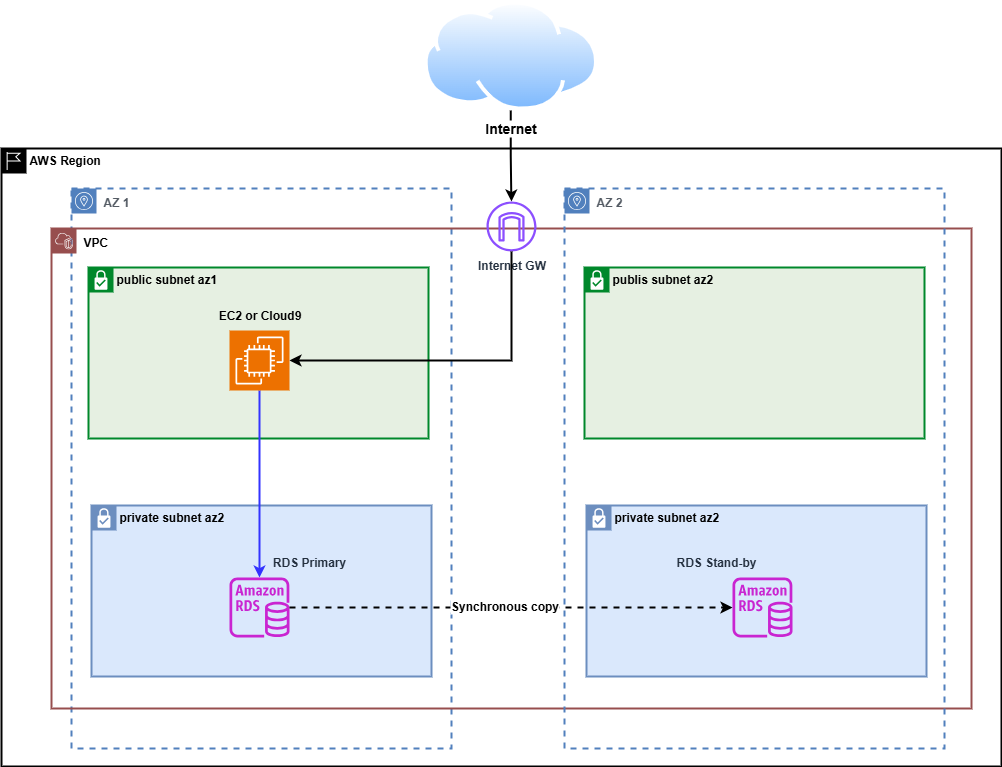 Internet
AWS Region
AZ 1
AZ 2
VPC
Internet GW
public subnet az1
publis subnet az2
EC2 or Cloud9
private subnet az2
private subnet az2
RDS Primary
RDS Stand-by
Amazon
RDS
Synchronous copy
Amazon
RDS